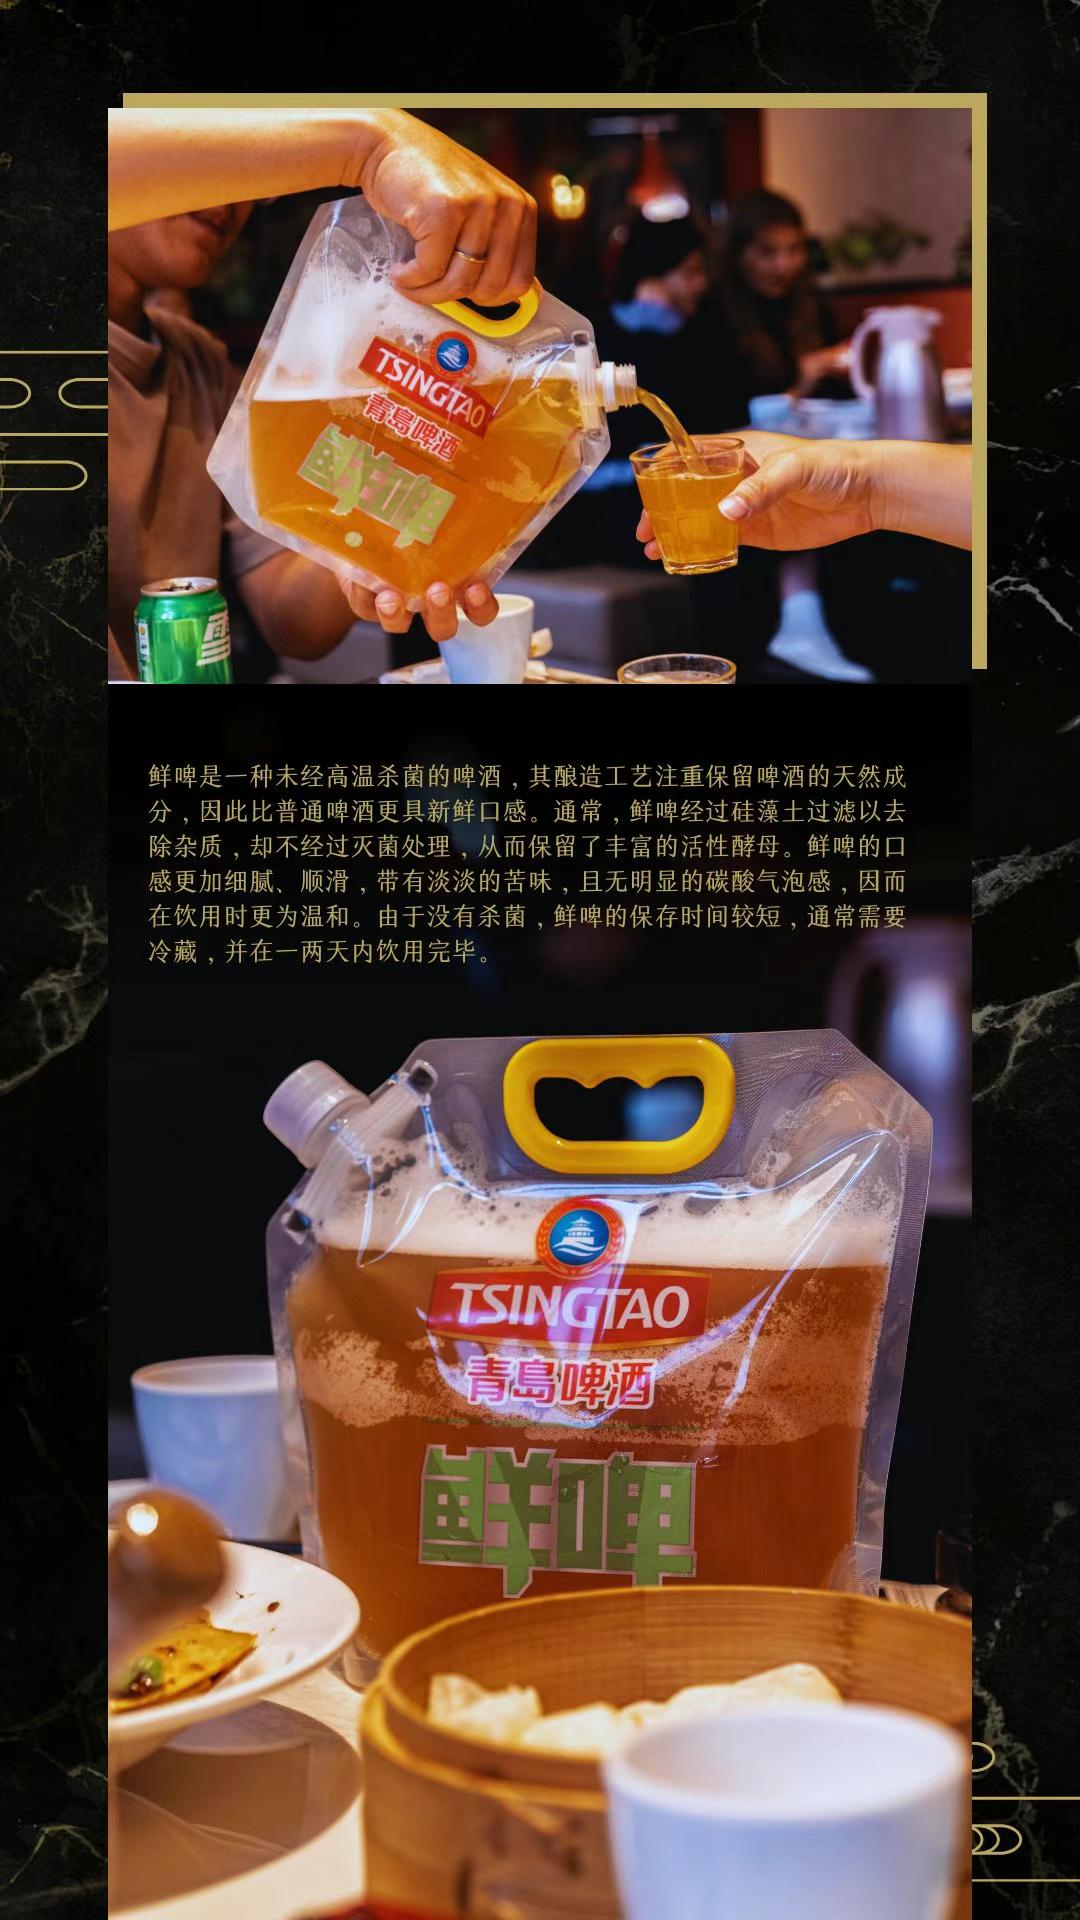 TSINGTAO
青島啤酒
鲜啤
鲜啤是一种未经高温杀菌的啤酒，其酿造工艺注重保留啤酒的天然成
分，因此比普通啤酒更具新鲜口感。通常，鲜啤经过硅藻土过滤以去
除杂质，却不经过灭菌处理，从而保留了丰富的活性酵母。鲜啤的口
感更加细腻、顺滑，带有淡淡的苦味，且无明显的碳酸气泡感，因而
在饮用时更为温和。由于没有杀菌，鲜啤的保存时间较短，通常需要
冷藏，并在一两天内饮用完毕。
TSINGTAO
青島啤酒
鲜啤